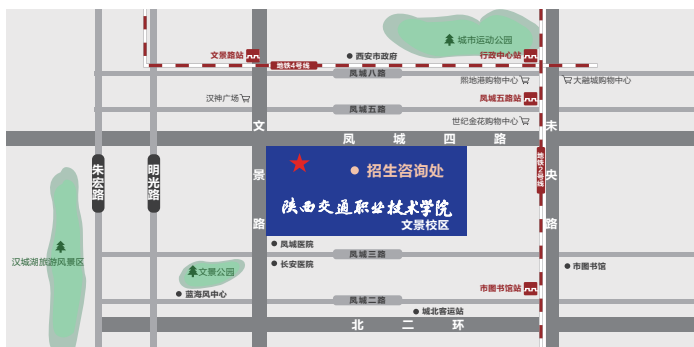 城市运动公园
文景路站
西安市政府
行政中心站
地铁4号线
凤城八路
熙地港购物中心
大融城购物中心
汉神广场
凤城五路站
凤城五路
世纪金花购物中心
文景路
凤城四路
未央路
地铁2号线
朱宏路
明光路
招生咨询处
陕西交通职业技术学院
文景校区
凤城医院
凤城三路
长安医院
汉城湖旅游风景区
文景公园
市图书馆
市图书馆站
蓝海风中心
凤城二路
城北客运站
北二环